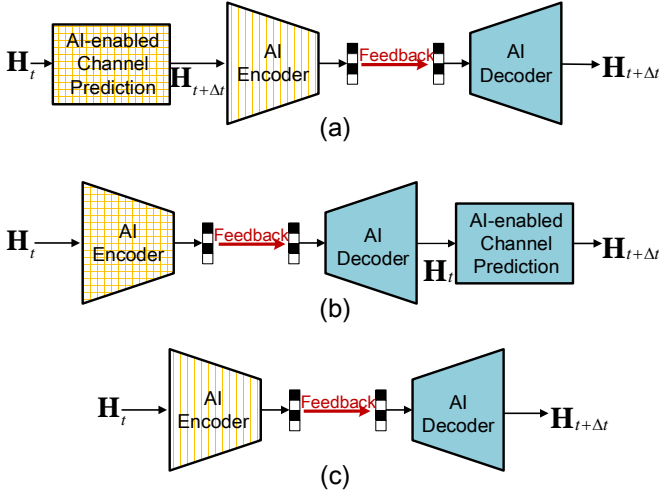 AI-enabled
Channel
Prediction
H_t
H_{t+Δt}
AI
Encoder
Feedback
AI
Decoder
H_{t+Δt}
(a)
H_t
AI
Encoder
Feedback
AI
Decoder
H_t
AI-enabled
Channel
Prediction
H_{t+Δt}
(b)
H_t
AI
Encoder
Feedback
AI
Decoder
H_{t+Δt}
(c)